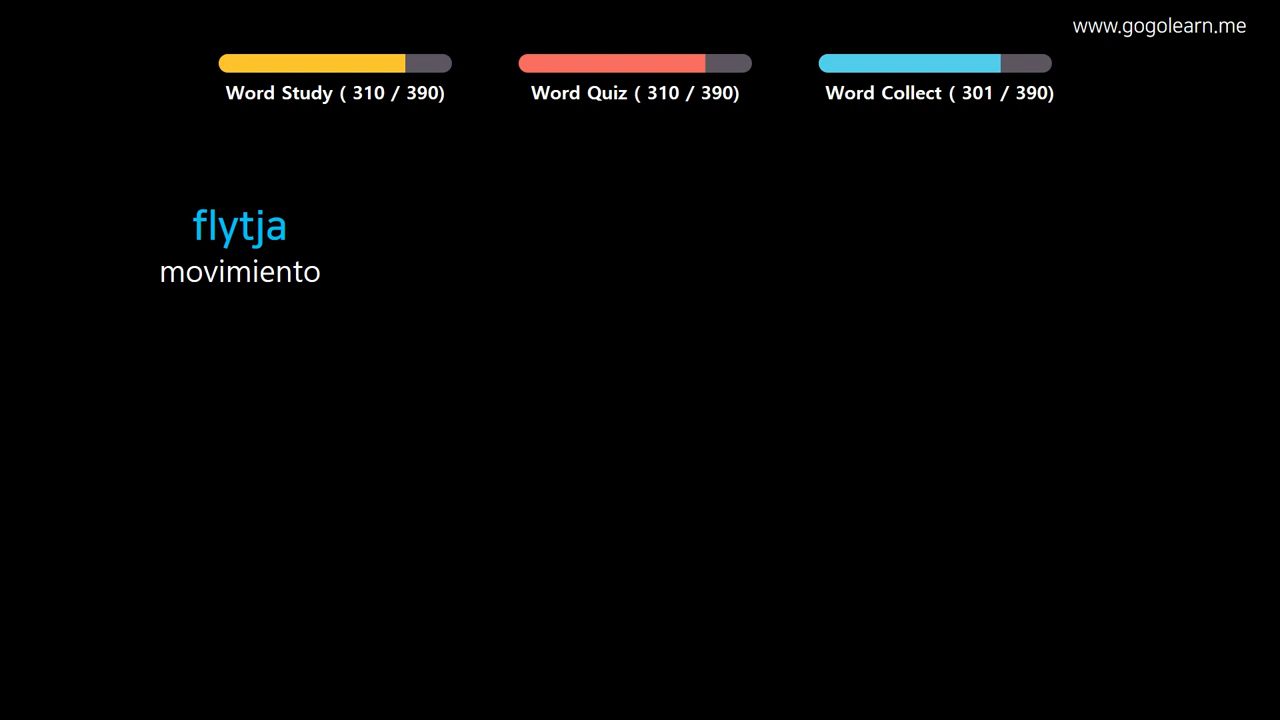 www.gogolearn.me
Word Study ( 310 / 390)
Word Quiz ( 310 / 390)
Word Collect ( 301 / 390)
flytja
movimiento